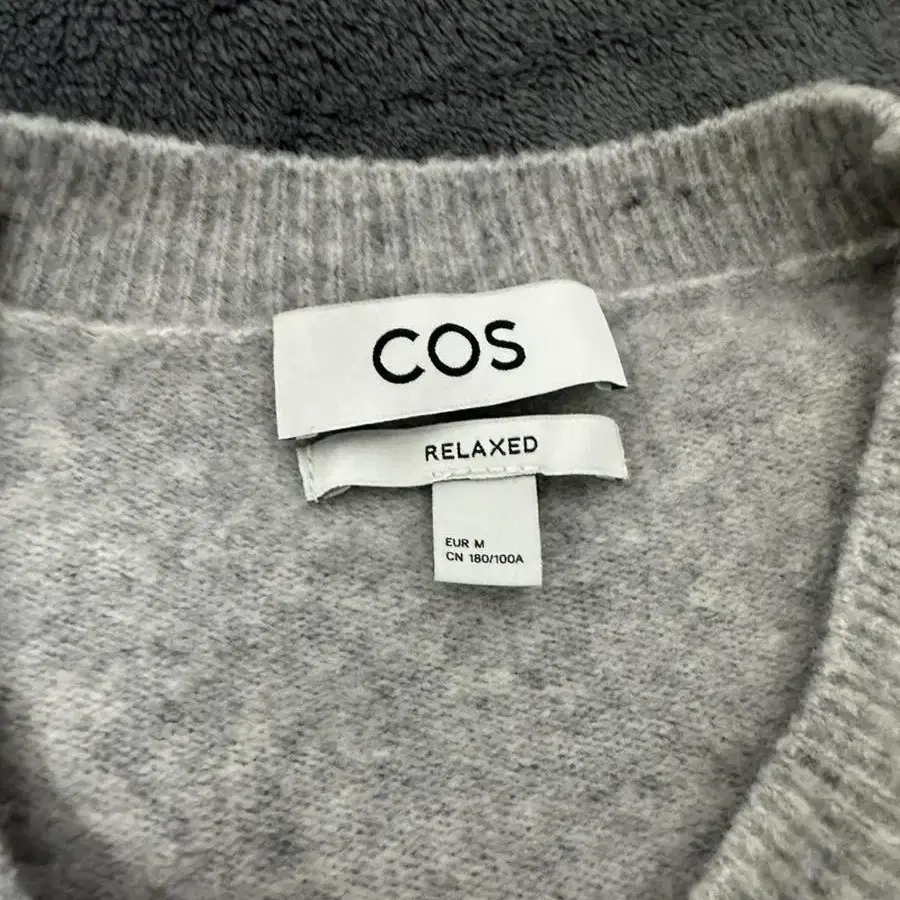 COS
RELAXED
EUR M
CN 180/100A